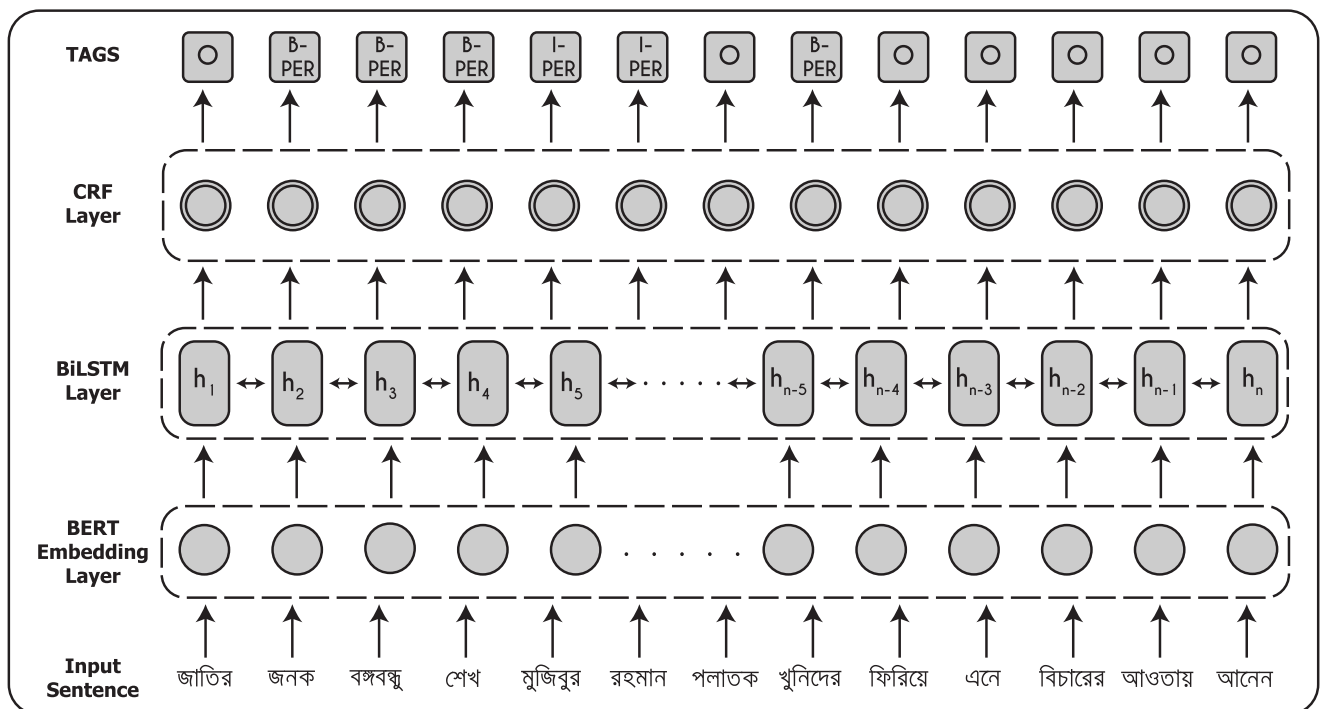 TAGS O B-PER B-PER B-PER I-PER I-PER O B-PER O O O O O
CRF
Layer
BiLSTM
Layer
h1 h2 h3 h4 h5 . . . . . hn-5 hn-4 hn-3 hn-2 hn-1 hn
BERT
Embedding
Layer
. . . . .
Input
Sentence
জাতির জনক বঙ্গবন্ধু শেখ মুজিবুর রহমান পলাতক খুনিদের ফিরিয়ে এনে বিচারের আওতায় আনেন